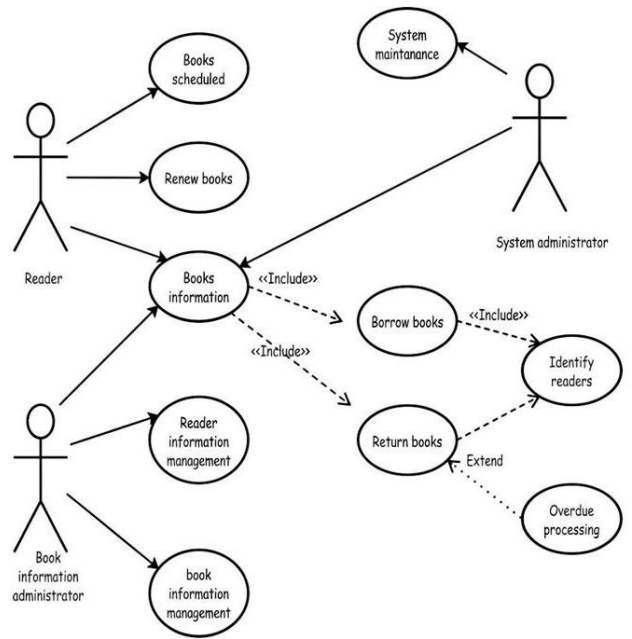 Books
scheduled
System
maintanance
Renew books
Reader
System administrator
Books
information
‹‹Include››
Borrow books
‹‹Include››
‹‹Include››
Identify
readers
Reader
information
management
Return books
Extend
Overdue
processing
Book
information
administrator
book
information
management